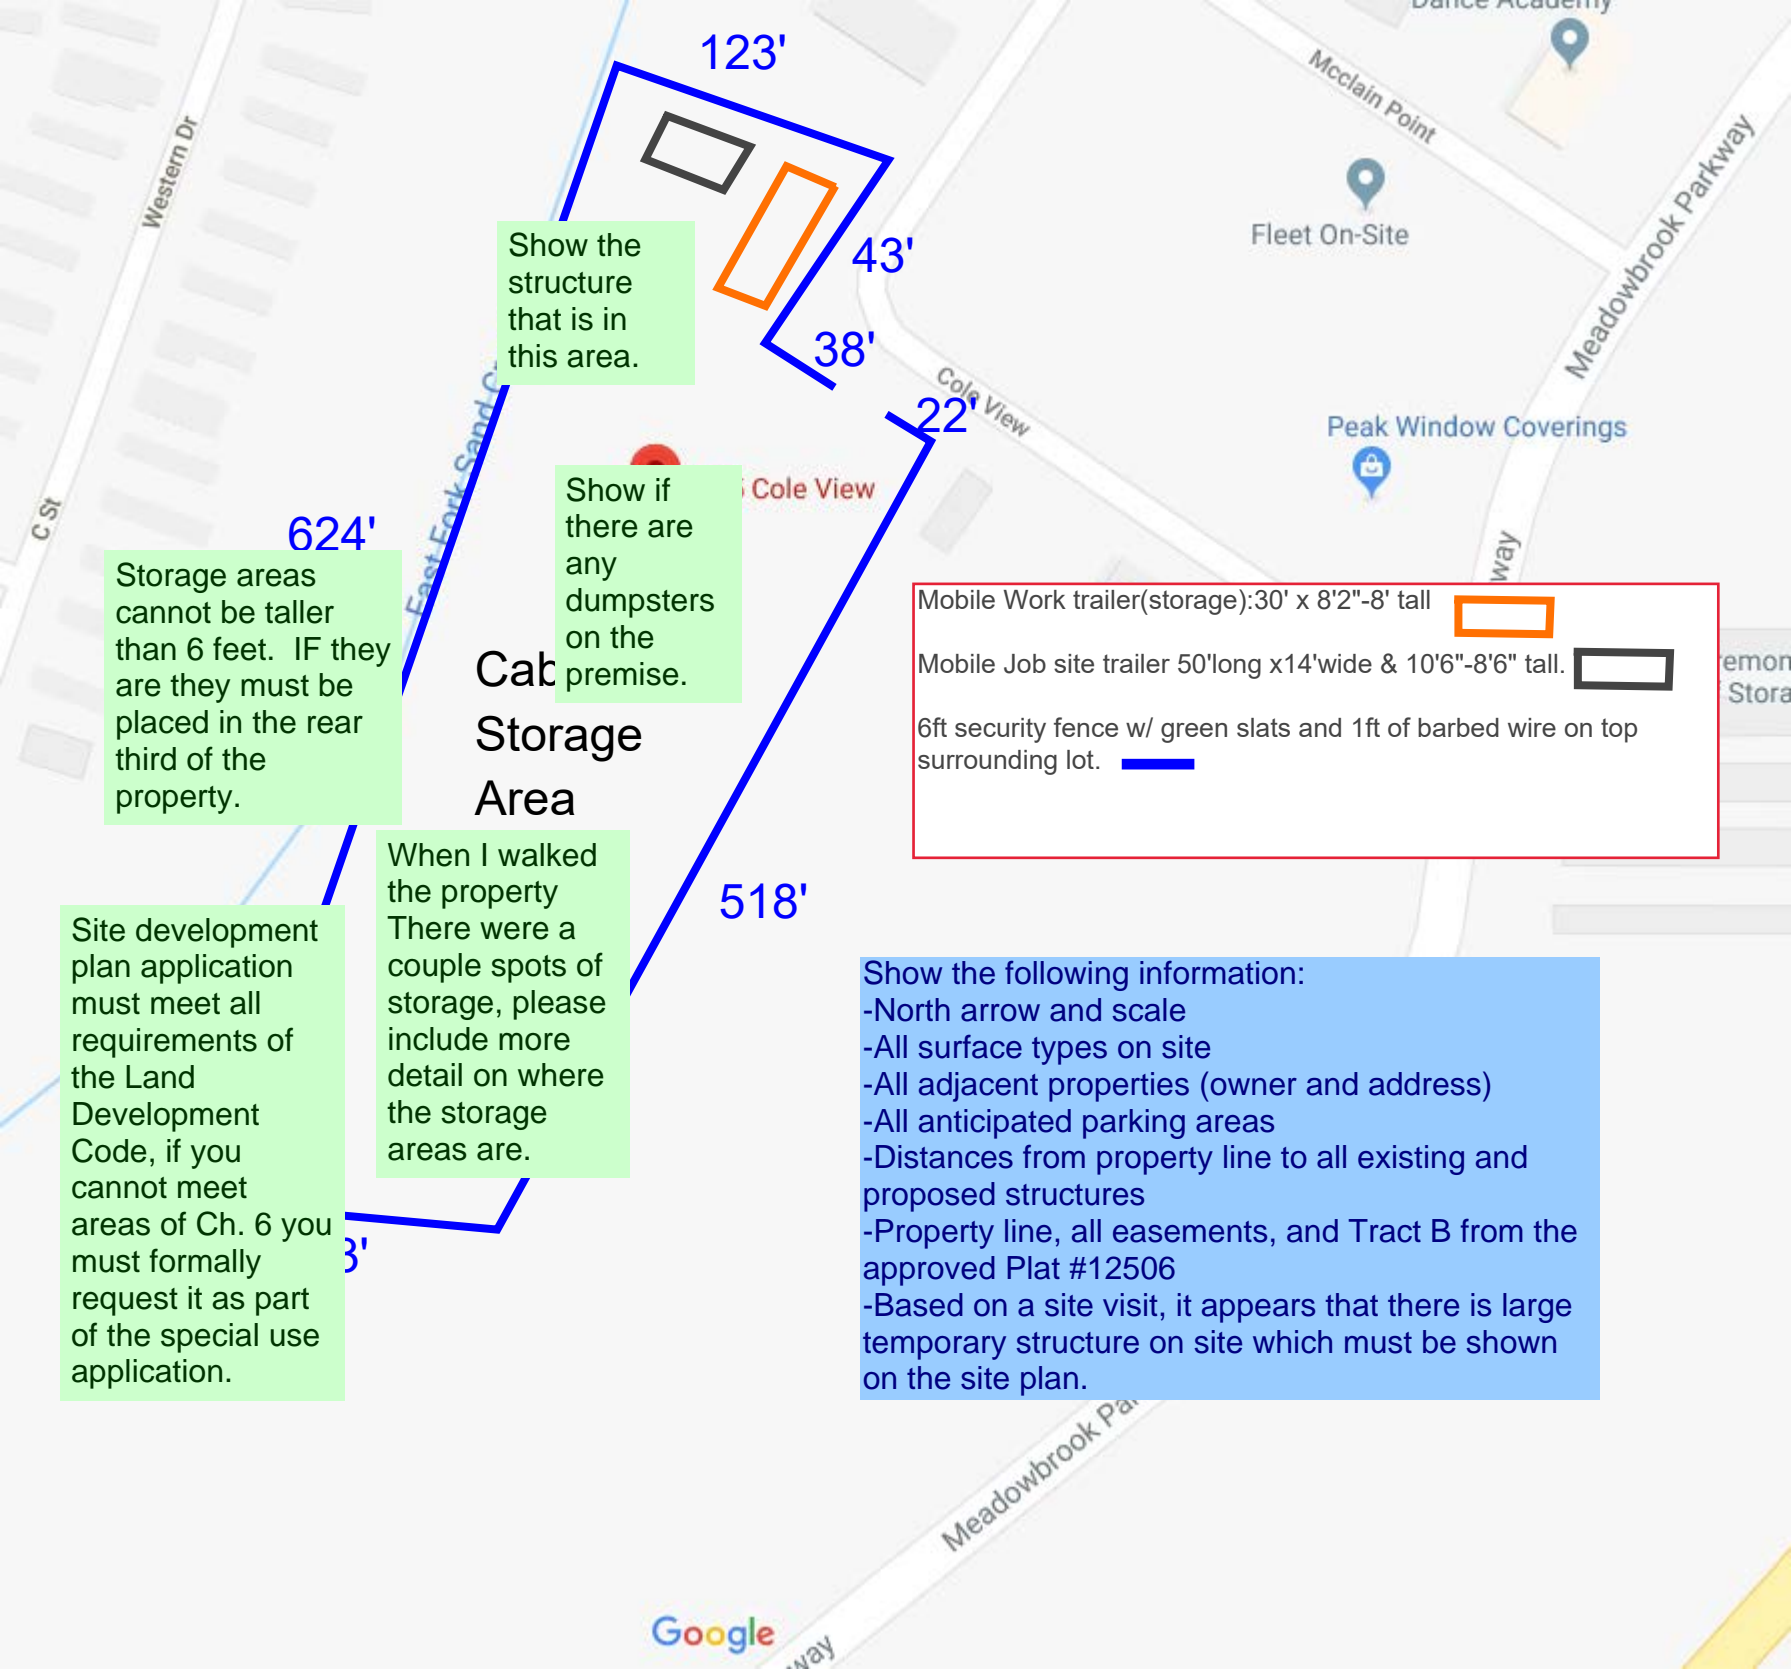 Dance Academy
123'
Mcclain Point
Western Dr
Meadowbrook Parkway
Fleet On-Site
Show the
structure
that is in
this area.
43'
38'
Cole View
22'
Peak Window Coverings
East Fork Sand
Cole View
Show if
there are
any
dumpsters
on the
premise.
C St
624'
Storage areas
cannot be taller
than 6 feet.  IF they
are they must be
placed in the rear
third of the
property.
way
Mobile Work trailer(storage):30' x 8'2"-8' tall
Mobile Job site trailer 50'long x14'wide & 10'6"-8'6" tall.
6ft security fence w/ green slats and 1ft of barbed wire on top
surrounding lot.
Storage
Area
518'
When I walked
the property
There were a
couple spots of
storage, please
include more
detail on where
the storage
areas are.
Site development
plan application
must meet all
requirements of
the Land
Development
Code, if you
cannot meet
areas of Ch. 6 you
must formally
request it as part
of the special use
application.
Show the following information:
-North arrow and scale
-All surface types on site
-All adjacent properties (owner and address)
-All anticipated parking areas
-Distances from property line to all existing and
proposed structures
-Property line, all easements, and Tract B from the
approved Plat #12506
-Based on a site visit, it appears that there is large
temporary structure on site which must be shown
on the site plan.
Meadowbrook
Google
way